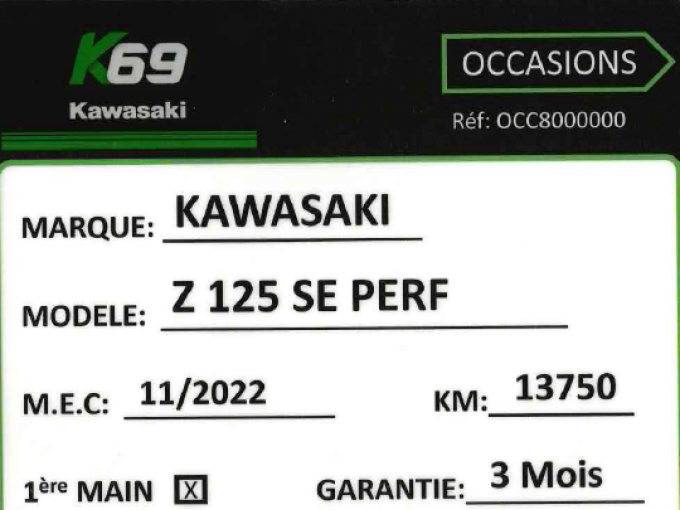 K69
Kawasaki
OCCASIONS
Réf: OCC8000000
MARQUE: KAWASAKI
MODELE: Z 125 SE PERF
M.E.C: 11/2022 KM: 13750
1ère MAIN X GARANTIE: 3 Mois